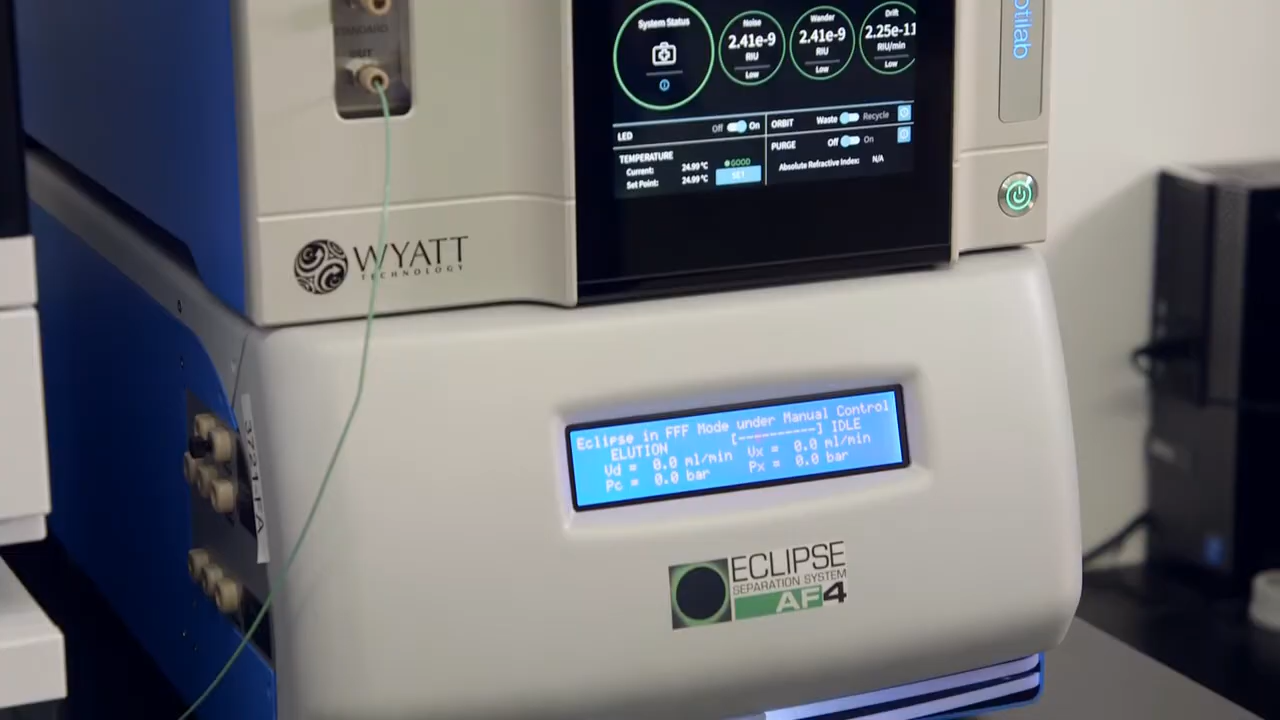 STANDARD
OUT
System Status
Noise
2.41e-9
RIU
Low
Wander
2.41e-9
RIU
Low
Drift
2.25e-11
RIU/min
Low
LED
Off On
ORBIT
Waste Recycle
TEMPERATURE
Current: 24.99 °C
Set Point: 24.99 °C
GOOD
SET
PURGE
Off On
Absolute Refractive Index: N/A
WYATT
TECHNOLOGY
Eclipse in FFF Mode under Manual Control
ELUTION [----------] IDLE
Vd = 0.0 ml/min Vx = 0.0 ml/min
Pc = 0.0 bar Px = 0.0 bar
ECLIPSE
SEPARATION SYSTEM
AF4